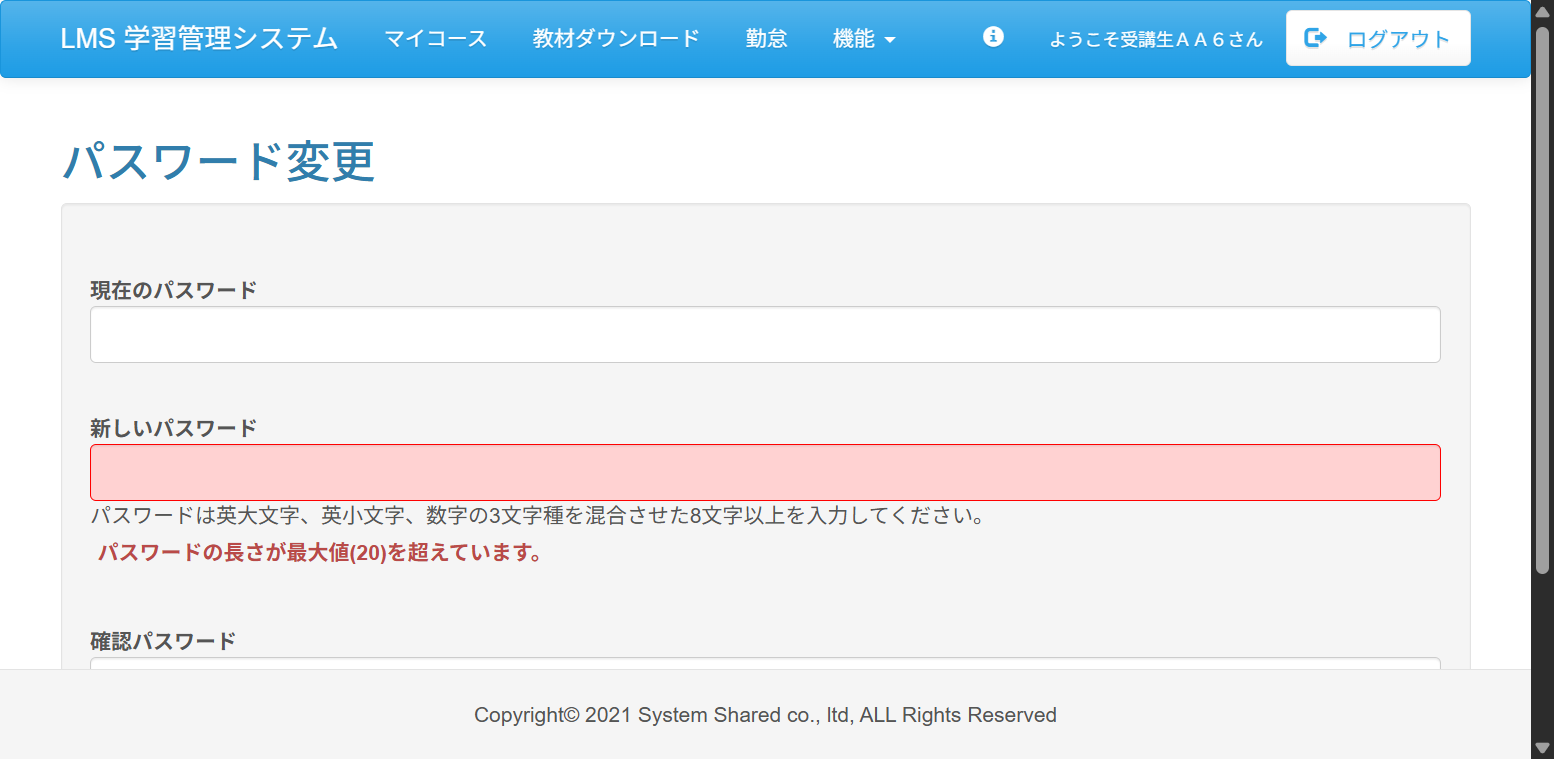 LMS 学習管理システム マイコース 教材ダウンロード 勤怠 機能 ようこそ受講生ＡＡ６さん ログアウト
パスワード変更
現在のパスワード
新しいパスワード
パスワードは英大文字、英小文字、数字の3文字種を混合させた8文字以上を入力してください。
パスワードの長さが最大値(20)を超えています。
確認パスワード
Copyright© 2021 System Shared co., ltd, ALL Rights Reserved